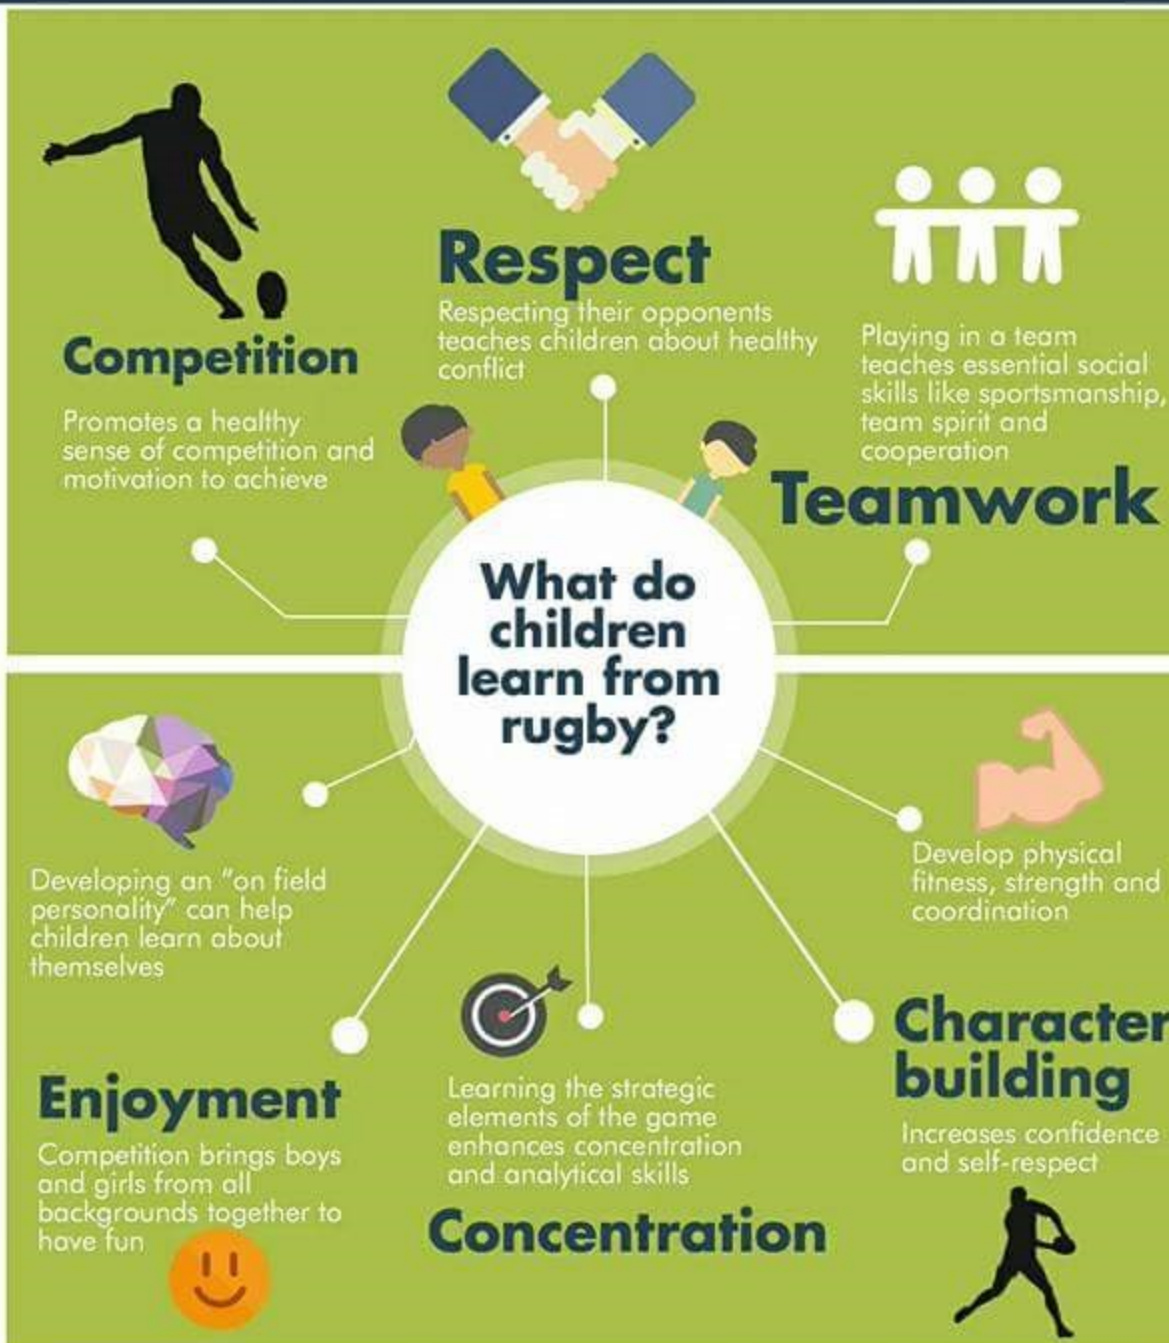 Respect
Respecting their opponents
teaches children about healthy
conflict
Competition
Promotes a healthy
sense of competition and
motivation to achieve
Playing in a team
teaches essential social
skills like sportsmanship,
team spirit and
cooperation
Teamwork
What do
children
learn from
rugby?
Developing an "on field
personality" can help
children learn about
themselves
Develop physical
fitness, strength and
coordination
Enjoyment
Competition brings boys
and girls from all
backgrounds together to
have fun
Learning the strategic
elements of the game
enhances concentration
and analytical skills
Concentration
Character
building
Increases confidence
and self-respect